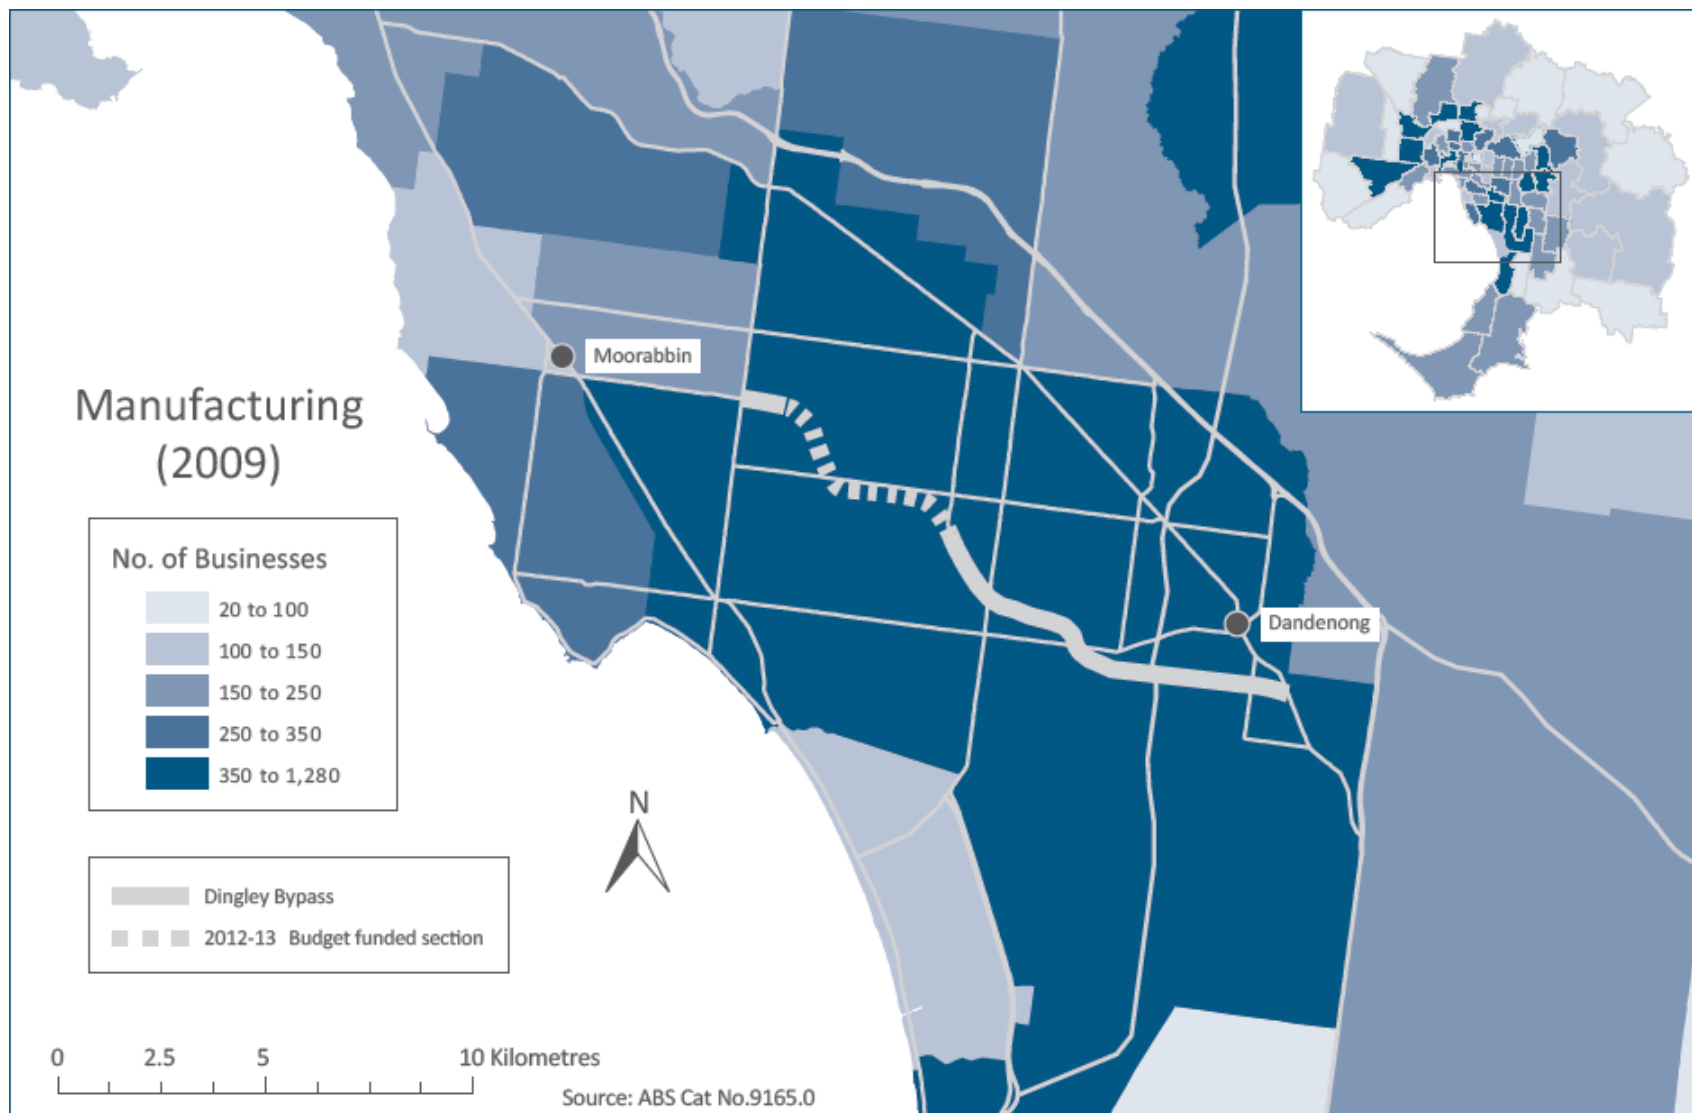 Moorabbin
Manufacturing
(2009)
No. of Businesses
20 to 100
100 to 150
150 to 250
250 to 350
350 to 1,280
Dandenong
N
Dingley Bypass
2012-13 Budget funded section
0 2.5 5 10 Kilometres
Source: ABS Cat No.9165.0